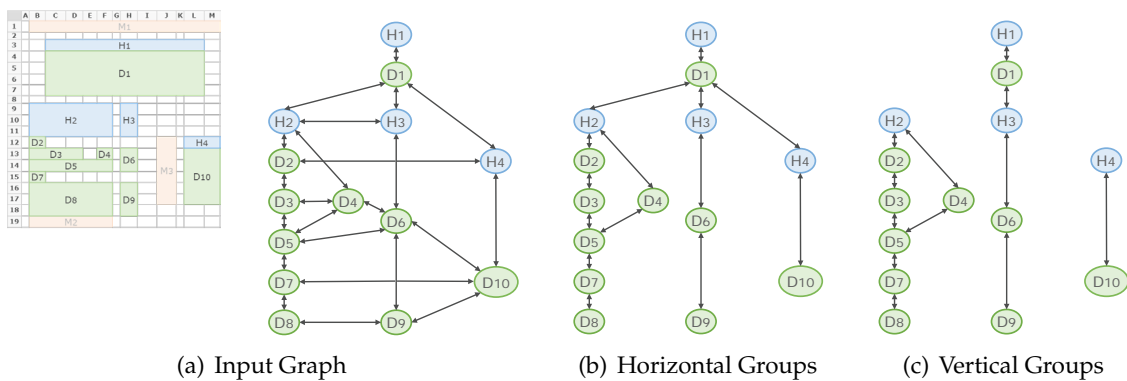 A B C D E F G H I J K L M
1 M1
2
3 H1
4
5
6 D1
7
8
9
10 H2 H3
11
12 D2 H4
13 D3 D4
14 D5 D6
15 D7 M3 D10
16
17 D8 D9
18
19 M2
H1 H1 H1
D1 D1 D1
H2 H3 H2 H3 H2 H3
D2 H4 D2 H4 D2 H4
D3 D4 D3 D4 D3 D4
D6 D6 D6
D5 D5 D5
D7 D10 D7 D10 D7 D10
D8 D9 D8 D9 D8 D9
(a) Input Graph (b) Horizontal Groups (c) Vertical Groups